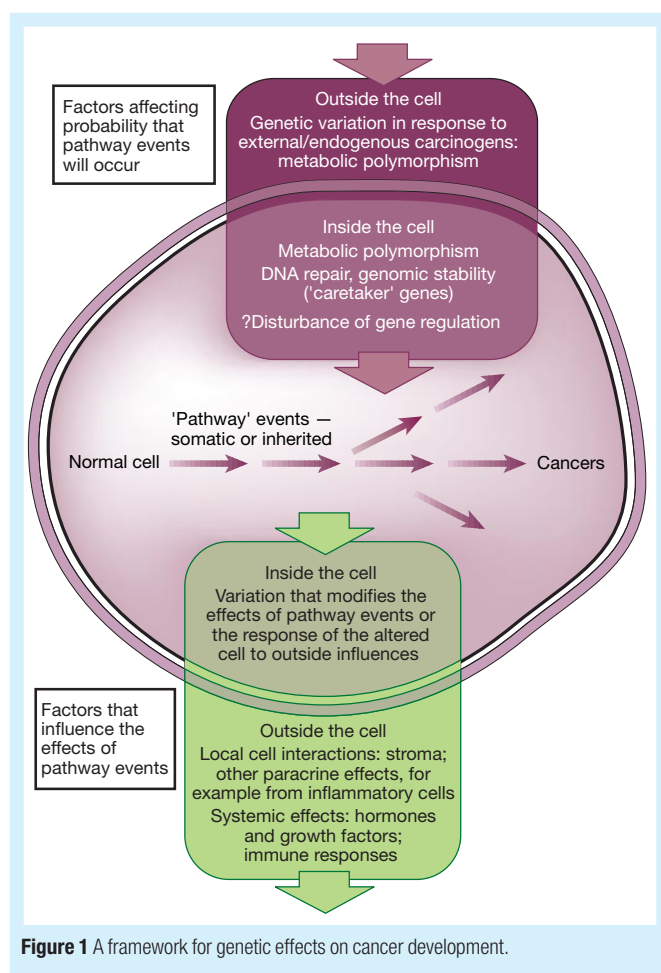 Factors affecting
probability that
pathway events
will occur
Outside the cell
Genetic variation in response to
external/endogenous carcinogens:
metabolic polymorphism
Inside the cell
Metabolic polymorphism
DNA repair, genomic stability
('caretaker' genes)
?Disturbance of gene regulation
'Pathway' events —
somatic or inherited
Normal cell
Cancers
Inside the cell
Variation that modifies the
effects of pathway events or
the response of the altered
cell to outside influences
Factors that
influence the
effects of
pathway events
Outside the cell
Local cell interactions: stroma;
other paracrine effects, for
example from inflammatory cells
Systemic effects: hormones
and growth factors;
immune responses
Figure 1 A framework for genetic effects on cancer development.